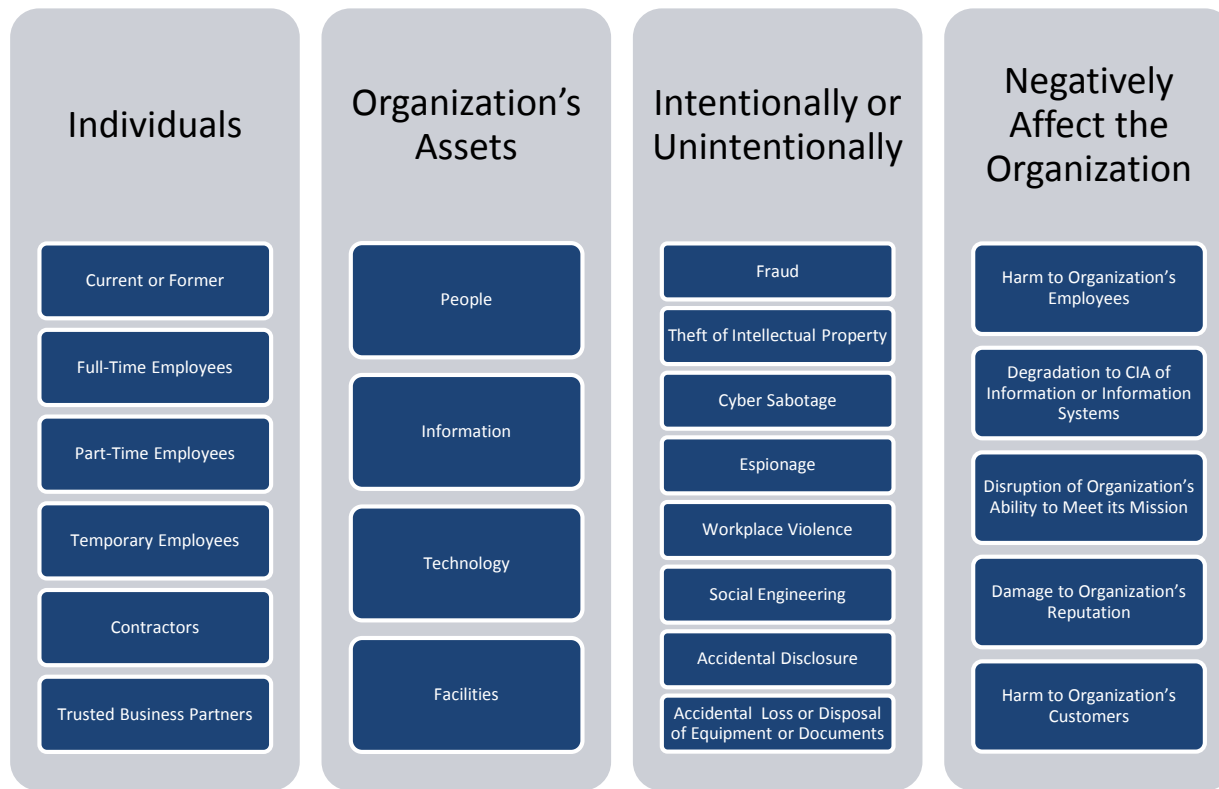 Individuals
Current or Former
Full-Time Employees
Part-Time Employees
Temporary Employees
Contractors
Trusted Business Partners
Organization’s
Assets
People
Information
Technology
Facilities
Intentionally or
Unintentionally
Fraud
Theft of Intellectual Property
Cyber Sabotage
Espionage
Workplace Violence
Social Engineering
Accidental Disclosure
Accidental Loss or Disposal
of Equipment or Documents
Negatively
Affect the
Organization
Harm to Organization’s
Employees
Degradation to CIA of
Information or Information
Systems
Disruption of Organization’s
Ability to Meet its Mission
Damage to Organization’s
Reputation
Harm to Organization’s
Customers